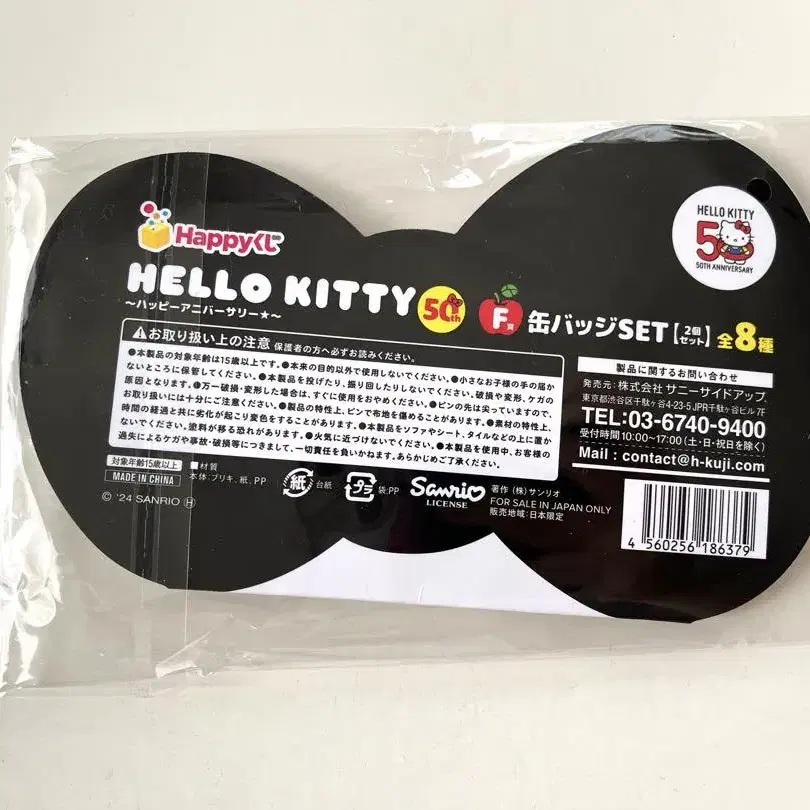 Happyくじ
HELLO KITTY 50th
～ハッピーアニバーサリー★～
F賞 缶バッジSET【2個セット】全8種
HELLO KITTY
50
50TH ANNIVERSARY
お取り扱い上の注意 保護者の方へ必ずお読みください。
●本製品の対象年齢は15歳以上です。●本来の目的以外で使用しないでください。●小さなお子様の手の届か
ないところに保管してください。●本製品を投げたり、振り回したりしないでください。破損や変形、ケガの
原因となります。●万一破損・変形した場合は、すぐに使用をおやめください。●ピンの先は尖っていますので、
お取り扱いには十分にご注意ください。●製品の特性上、ピンで布地を傷めることがあります。●素材の特性上、
時間の経過と共に劣化が起こり変色をすることがあります。●本製品をソファやシート、タイルなどの上に置か
ないでください。塗料が移る恐れがあります。●火気に近づけないでください。●本製品を使用中、お客様の
過失によるケガや事故・破損等につきまして、一切責任を負いかねます。あらかじめご了承ください。
製品に関するお問い合わせ
発売元:株式会社 サニーサイドアップ
東京都渋谷区千駄ヶ谷4-23-5 JPR千駄ヶ谷ビル 7F
TEL:03-6740-9400
受付時間10:00～17:00(土・日・祝日を除く)
Mail : contact@h-kuji.com
対象年齢15歳以上
MADE IN CHINA
■材質
本体:ブリキ、紙、PP
紙 台紙
プラ 袋:PP
Sanrio
LICENSE
著作 (株)サンリオ
FOR SALE IN JAPAN ONLY
販売地域:日本限定
© '24 SANRIO Ⓗ
4 560256 186379